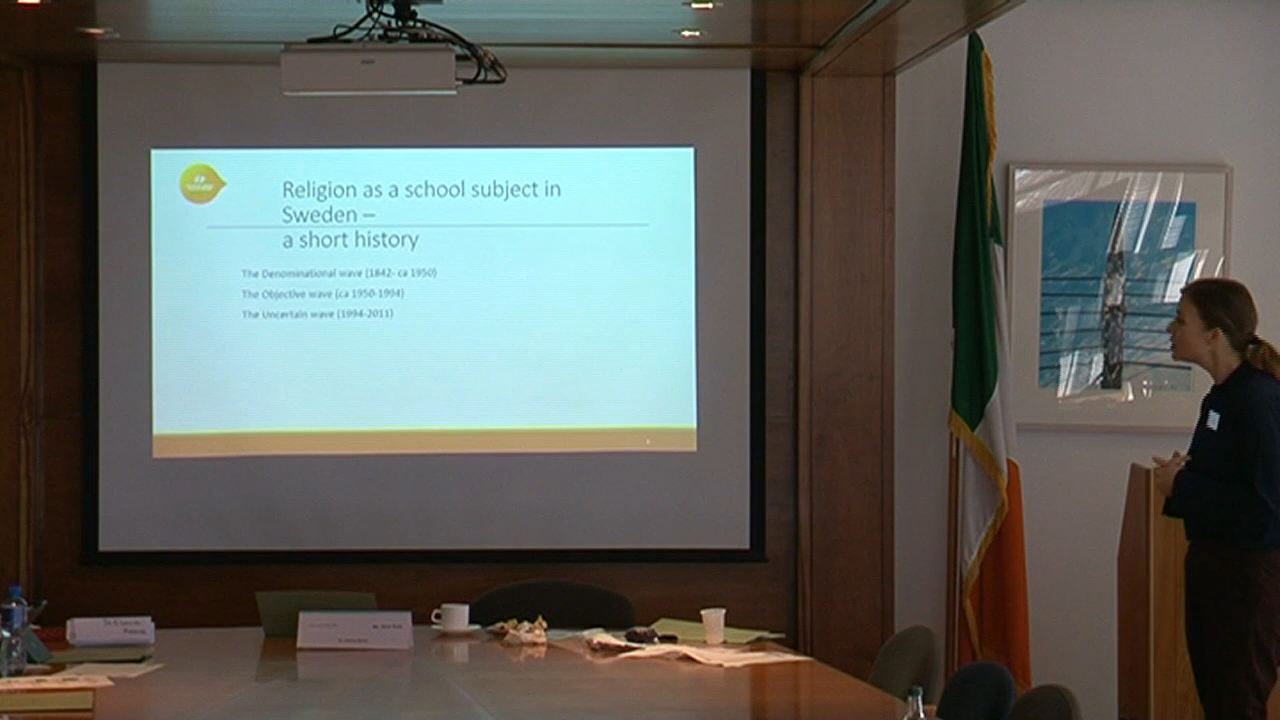 Religion as a school subject in
Sweden –
a short history
The Denominational wave (1842- ca 1950)
The Objective wave (ca 1950-1994)
The Uncertain wave (1994-2011)